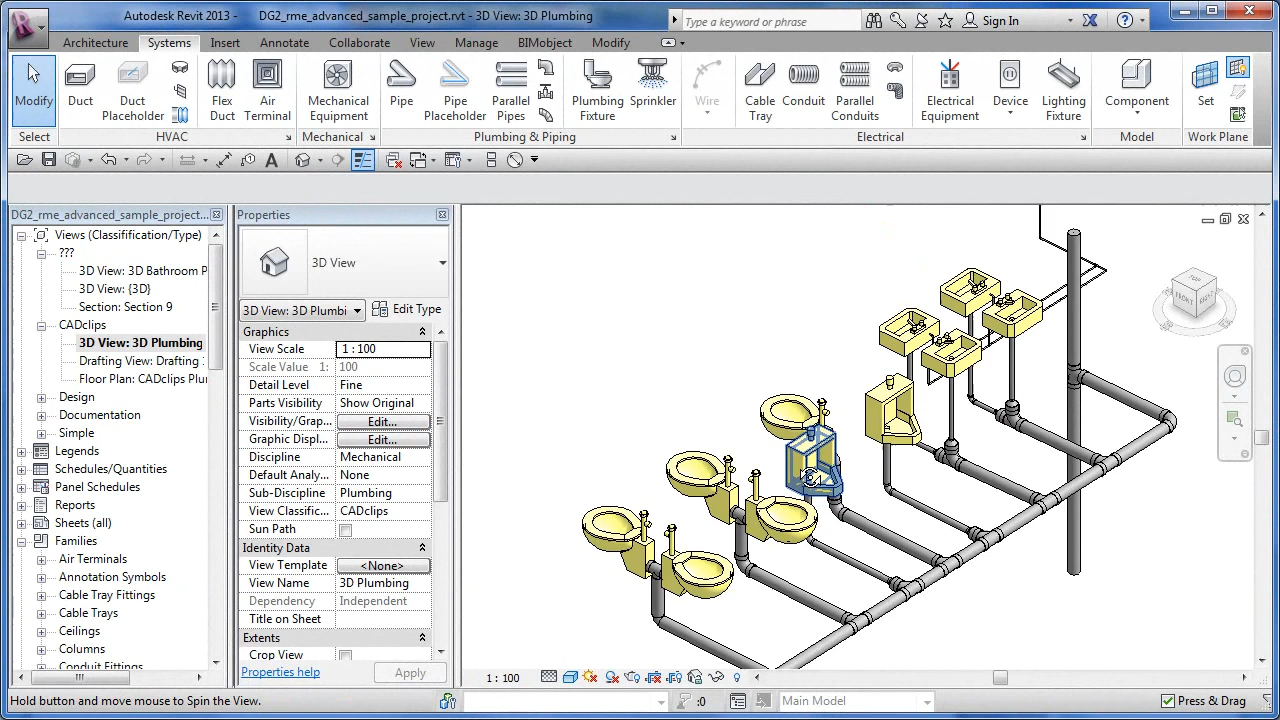 Autodesk Revit 2013 - DG2_rme_advanced_sample_project.rvt - 3D View: 3D Plumbing
Type a keyword or phrase
Sign In
Architecture Systems Insert Annotate Collaborate View Manage BIMobject Modify
Modify
Duct
Duct Placeholder
Flex Duct
Air Terminal
Mechanical Equipment
Pipe
Pipe Placeholder
Parallel Pipes
Plumbing Fixture
Sprinkler
Wire
Cable Tray
Conduit
Parallel Conduits
Electrical Equipment
Device
Lighting Fixture
Component
Set
Select HVAC Mechanical Plumbing & Piping Electrical Model Work Plane
DG2_rme_advanced_sample_project...
Views (Classifification/Type)
???
3D View: 3D Bathroom P
3D View: {3D}
Section: Section 9
CADclips
3D View: 3D Plumbing
Drafting View: Drafting
Floor Plan: CADclips Plu
Design
Documentation
Simple
Legends
Schedules/Quantities
Panel Schedules
Reports
Sheets (all)
Families
Air Terminals
Annotation Symbols
Cable Tray Fittings
Cable Trays
Ceilings
Columns
Conduit Fittings
Properties
3D View
3D View: 3D Plumbi
Edit Type
Graphics
View Scale 1 : 100
Scale Value 1: 100
Detail Level Fine
Parts Visibility Show Original
Visibility/Grap... Edit...
Graphic Displ... Edit...
Discipline Mechanical
Default Analy... None
Sub-Discipline Plumbing
View Classific... CADclips
Sun Path
Identity Data
View Template <None>
View Name 3D Plumbing
Dependency Independent
Title on Sheet
Extents
Crop View
Properties help
Apply
TOP
FRONT
1 : 100
Hold button and move mouse to Spin the View.
:0
Main Model
Press & Drag